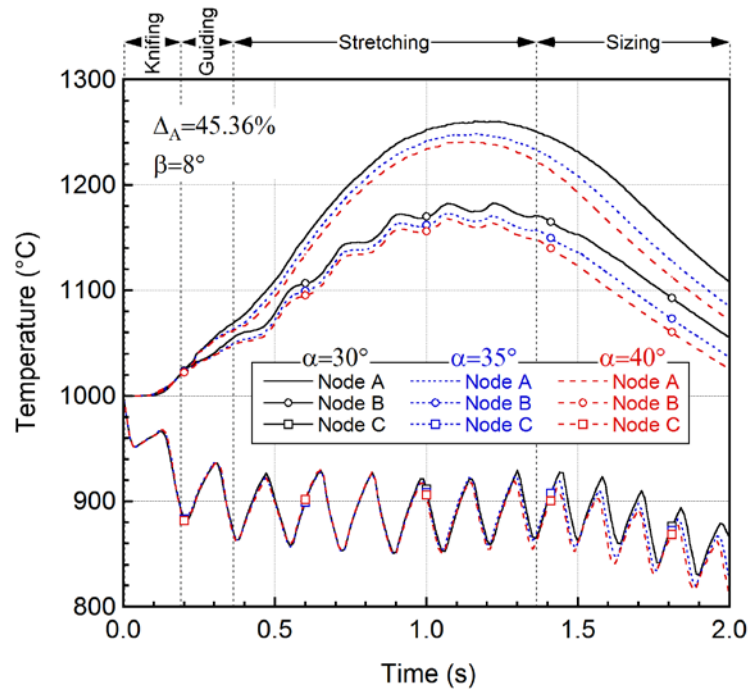 Knifing
Guiding
Stretching
Sizing
1300
1200
1100
1000
900
800
Temperature (°C)
Δ_A=45.36%
β=8°
α=30° α=35° α=40°
Node A Node A Node A
Node B Node B Node B
Node C Node C Node C
0.0 0.5 1.0 1.5 2.0
Time (s)